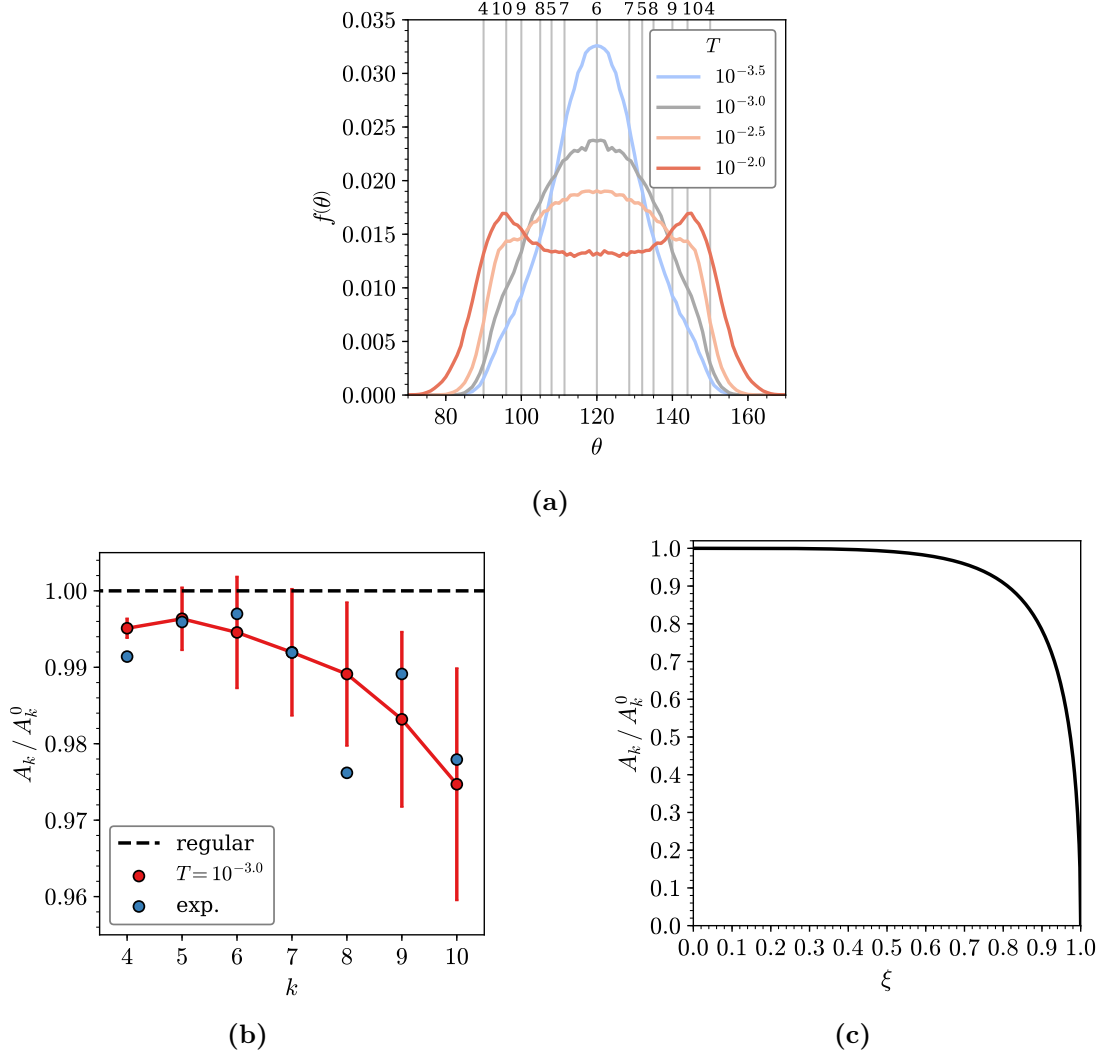 4 10 9 8 5 7 6 7 5 8 9 10 4
0.035
0.030
0.025
0.020
0.015
0.010
0.005
0.000
f(θ)
T
10^{−3.5}
10^{−3.0}
10^{−2.5}
10^{−2.0}
80 100 120 140 160
θ
(a)
1.00
0.99
0.98
0.97
0.96
A_k / A_k^0
regular
T = 10^{−3.0}
exp.
4 5 6 7 8 9 10
k
(b)
1.0
0.9
0.8
0.7
0.6
0.5
0.4
0.3
0.2
0.1
0.0
A_k / A_k^0
0.0 0.1 0.2 0.3 0.4 0.5 0.6 0.7 0.8 0.9 1.0
ξ
(c)